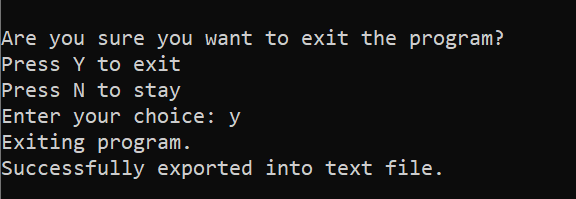 Are you sure you want to exit the program?
Press Y to exit
Press N to stay
Enter your choice: y
Exiting program.
Successfully exported into text file.